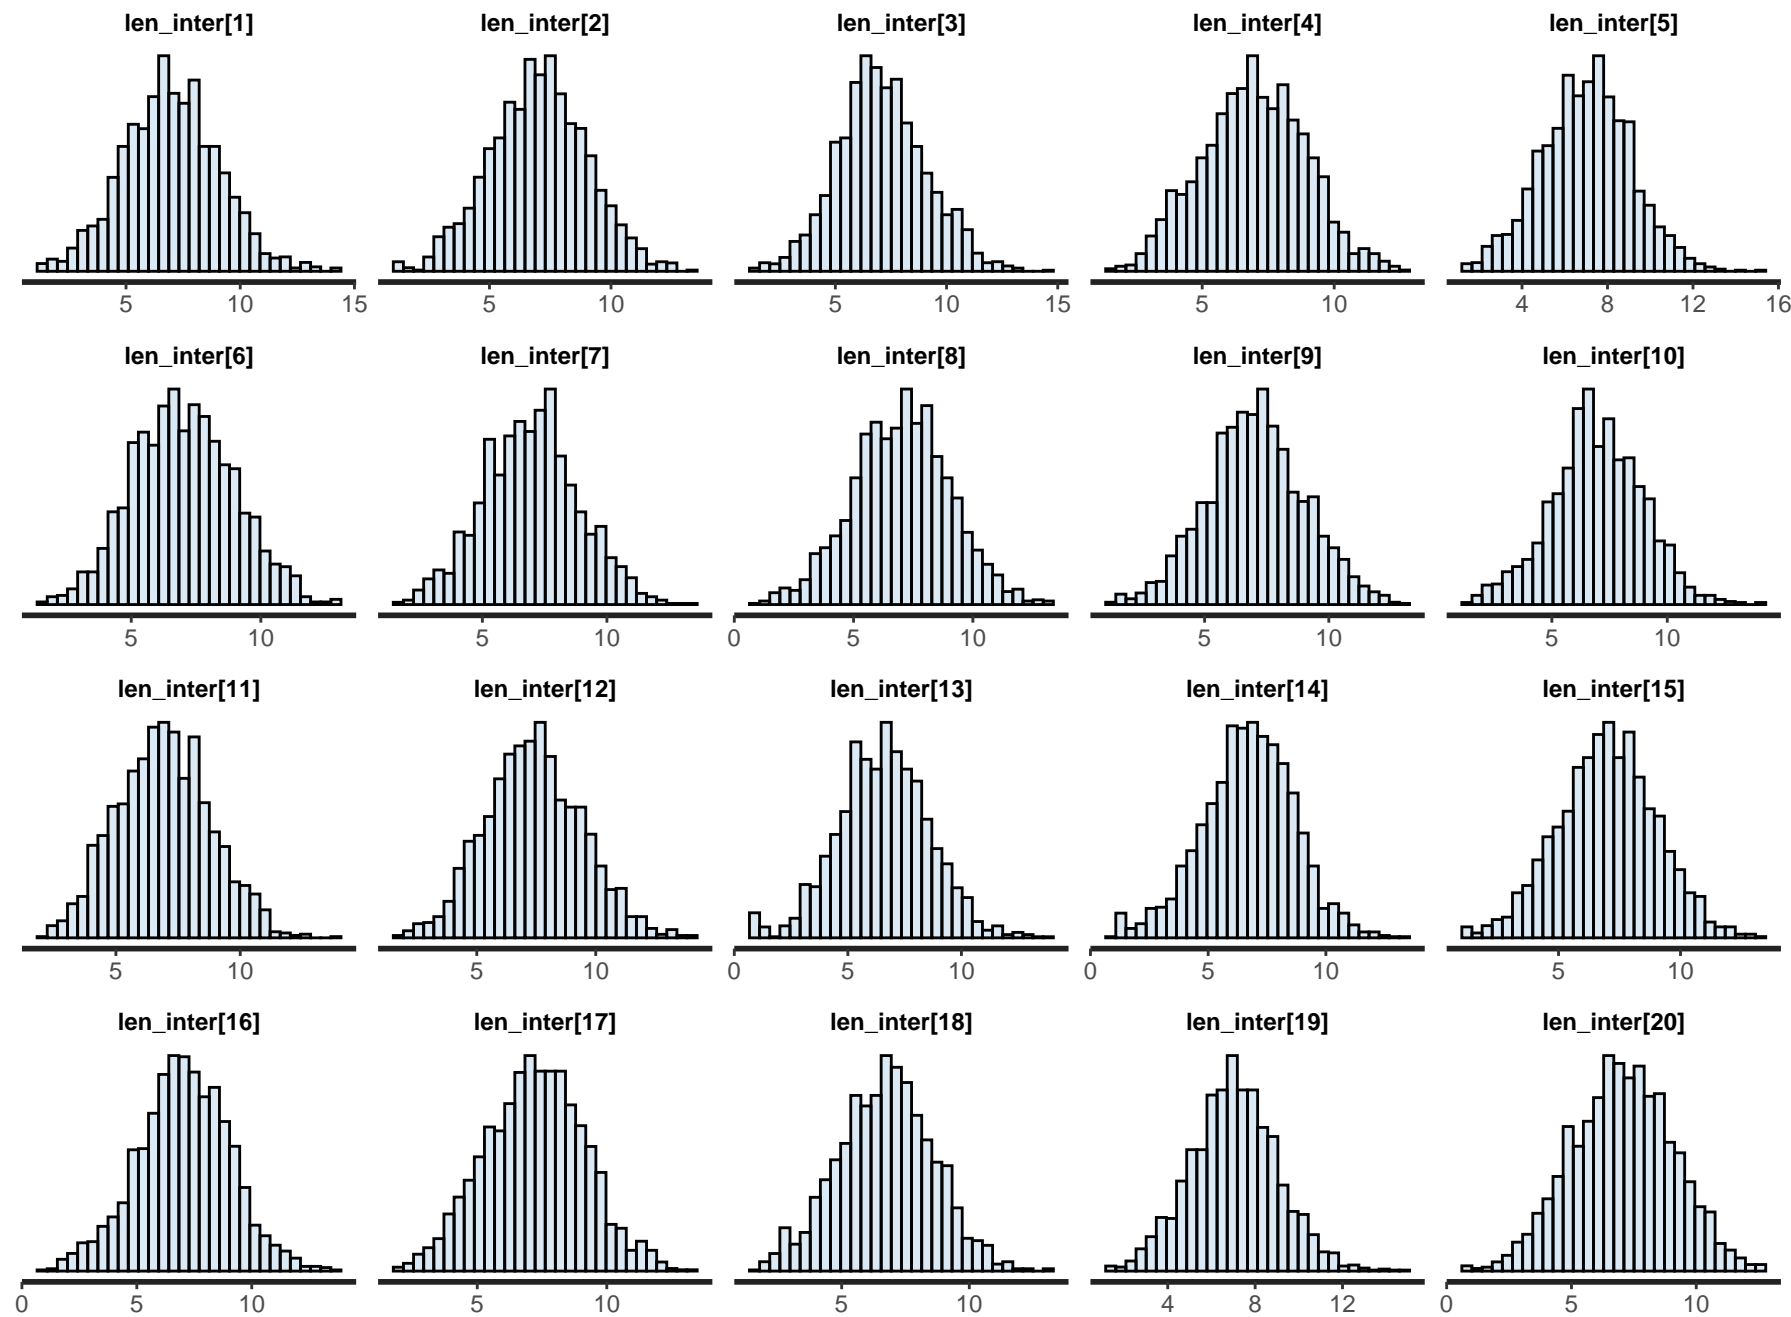 len_inter[1] len_inter[2] len_inter[3] len_inter[4] len_inter[5]
5 10 15 5 10 5 10 15 5 10 4 8 12 16
len_inter[6] len_inter[7] len_inter[8] len_inter[9] len_inter[10]
5 10 5 10 0 5 10 5 10 5 10
len_inter[11] len_inter[12] len_inter[13] len_inter[14] len_inter[15]
5 10 5 10 0 5 10 0 5 10 5 10
len_inter[16] len_inter[17] len_inter[18] len_inter[19] len_inter[20]
0 5 10 5 10 5 10 4 8 12 0 5 10